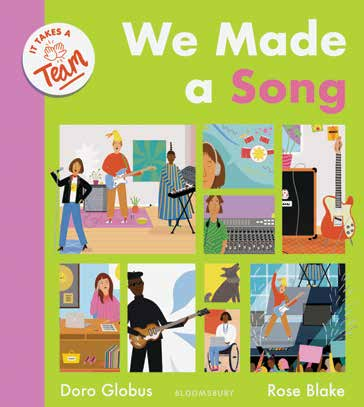 IT TAKES A
Team
We Made
a Song
Doro Globus
BLOOMSBURY
Rose Blake